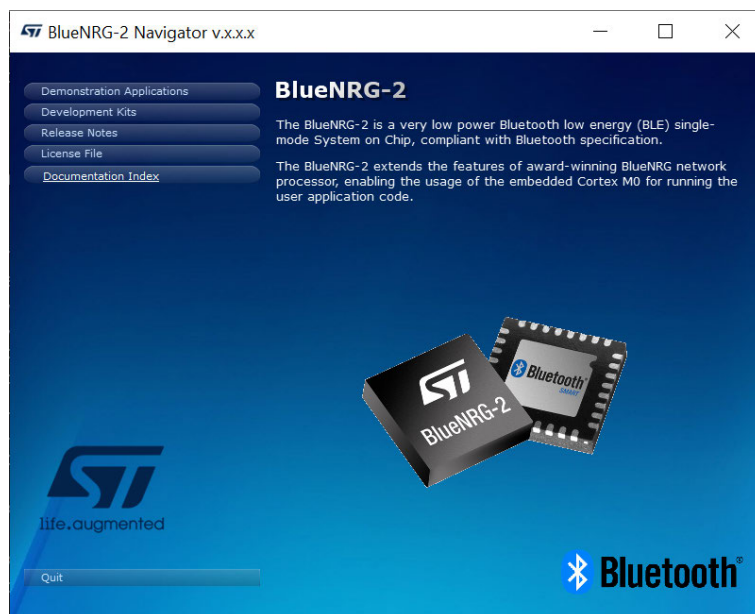 BlueNRG-2 Navigator v.x.x.x
Demonstration Applications
Development Kits
Release Notes
License File
Documentation Index
BlueNRG-2
The BlueNRG-2 is a very low power Bluetooth low energy (BLE) single-
mode System on Chip, compliant with Bluetooth specification.
The BlueNRG-2 extends the features of award-winning BlueNRG network
processor, enabling the usage of the embedded Cortex M0 for running the
user application code.
ST
BlueNRG-2
Bluetooth
SMART
ST
life.augmented
Quit
Bluetooth®